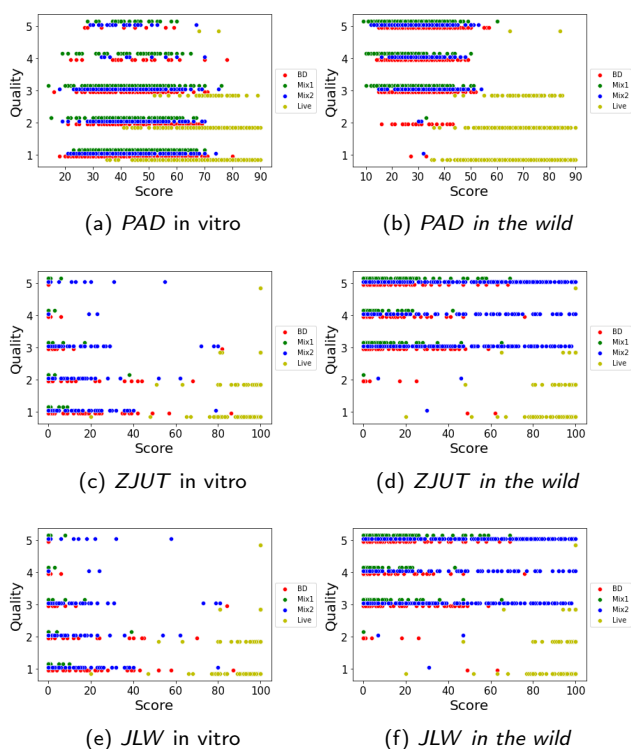 5
4
3
2
1
Quality
20 30 40 50 60 70 80 90
Score
BD
Mix1
Mix2
Live
(a) PAD in vitro
5
4
3
2
1
Quality
10 20 30 40 50 60 70 80 90
Score
BD
Mix1
Mix2
Live
(b) PAD in the wild
5
4
3
2
1
Quality
0 20 40 60 80 100
Score
BD
Mix1
Mix2
Live
(c) ZJUT in vitro
5
4
3
2
1
Quality
0 20 40 60 80 100
Score
BD
Mix1
Mix2
Live
(d) ZJUT in the wild
5
4
3
2
1
Quality
0 20 40 60 80 100
Score
BD
Mix1
Mix2
Live
(e) JLW in vitro
5
4
3
2
1
Quality
0 20 40 60 80 100
Score
BD
Mix1
Mix2
Live
(f) JLW in the wild